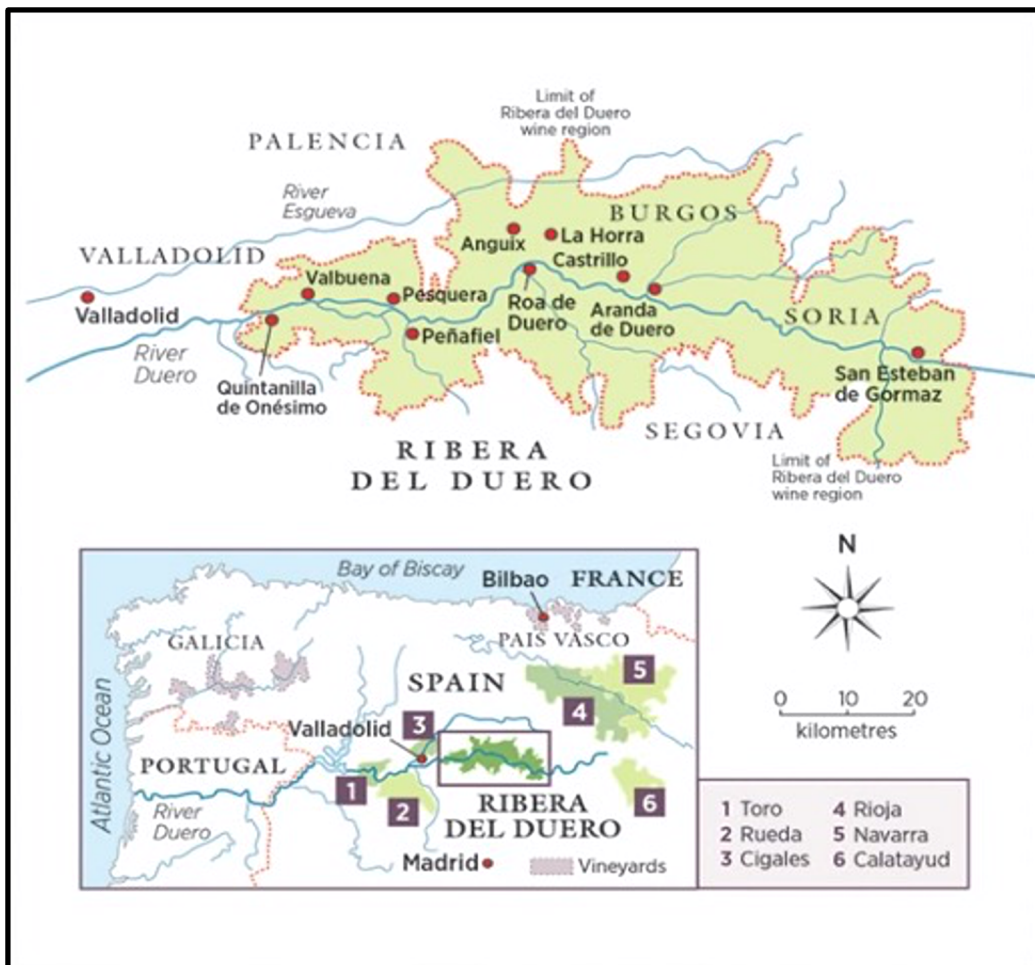 Limit of
Ribera del Duero
wine region
PALENCIA
River
Esgueva
BURGOS
Anguix
La Horra
VALLADOLID
Castrillo
Valbuena
Pesquera
Valladolid
Roa de
Duero
Aranda
de Duero
SORIA
Peñafiel
River
Duero
Quintanilla
de Onésimo
San Esteban
de Gormaz
SEGOVIA
RIBERA
DEL DUERO
Limit of
Ribera del Duero
wine region
N
0 10 20
kilometres
Bay of Biscay
Bilbao
FRANCE
GALICIA
PAIS VASCO
Atlantic Ocean
SPAIN
5
4
3
Valladolid
PORTUGAL
1
2
6
River
Duero
RIBERA
DEL DUERO
Madrid
Vineyards
1 Toro
2 Rueda
3 Cigales
4 Rioja
5 Navarra
6 Calatayud